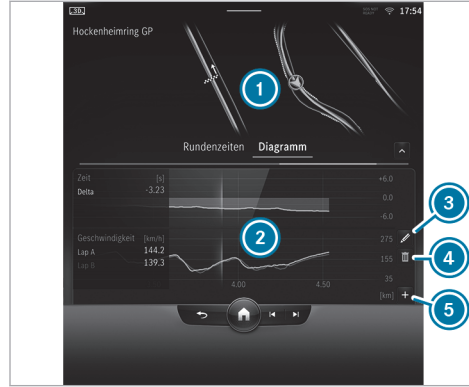 17:54
Hockenheimring GP
1
Rundenzeiten Diagramm
Zeit [s]
Delta -3.23
+6.0
0.0
-6.0
3
Geschwindigkeit [km/h]
Lap A 144.2
Lap B 139.3
2
275
155
35
4
4.00 4.50 [km]
5